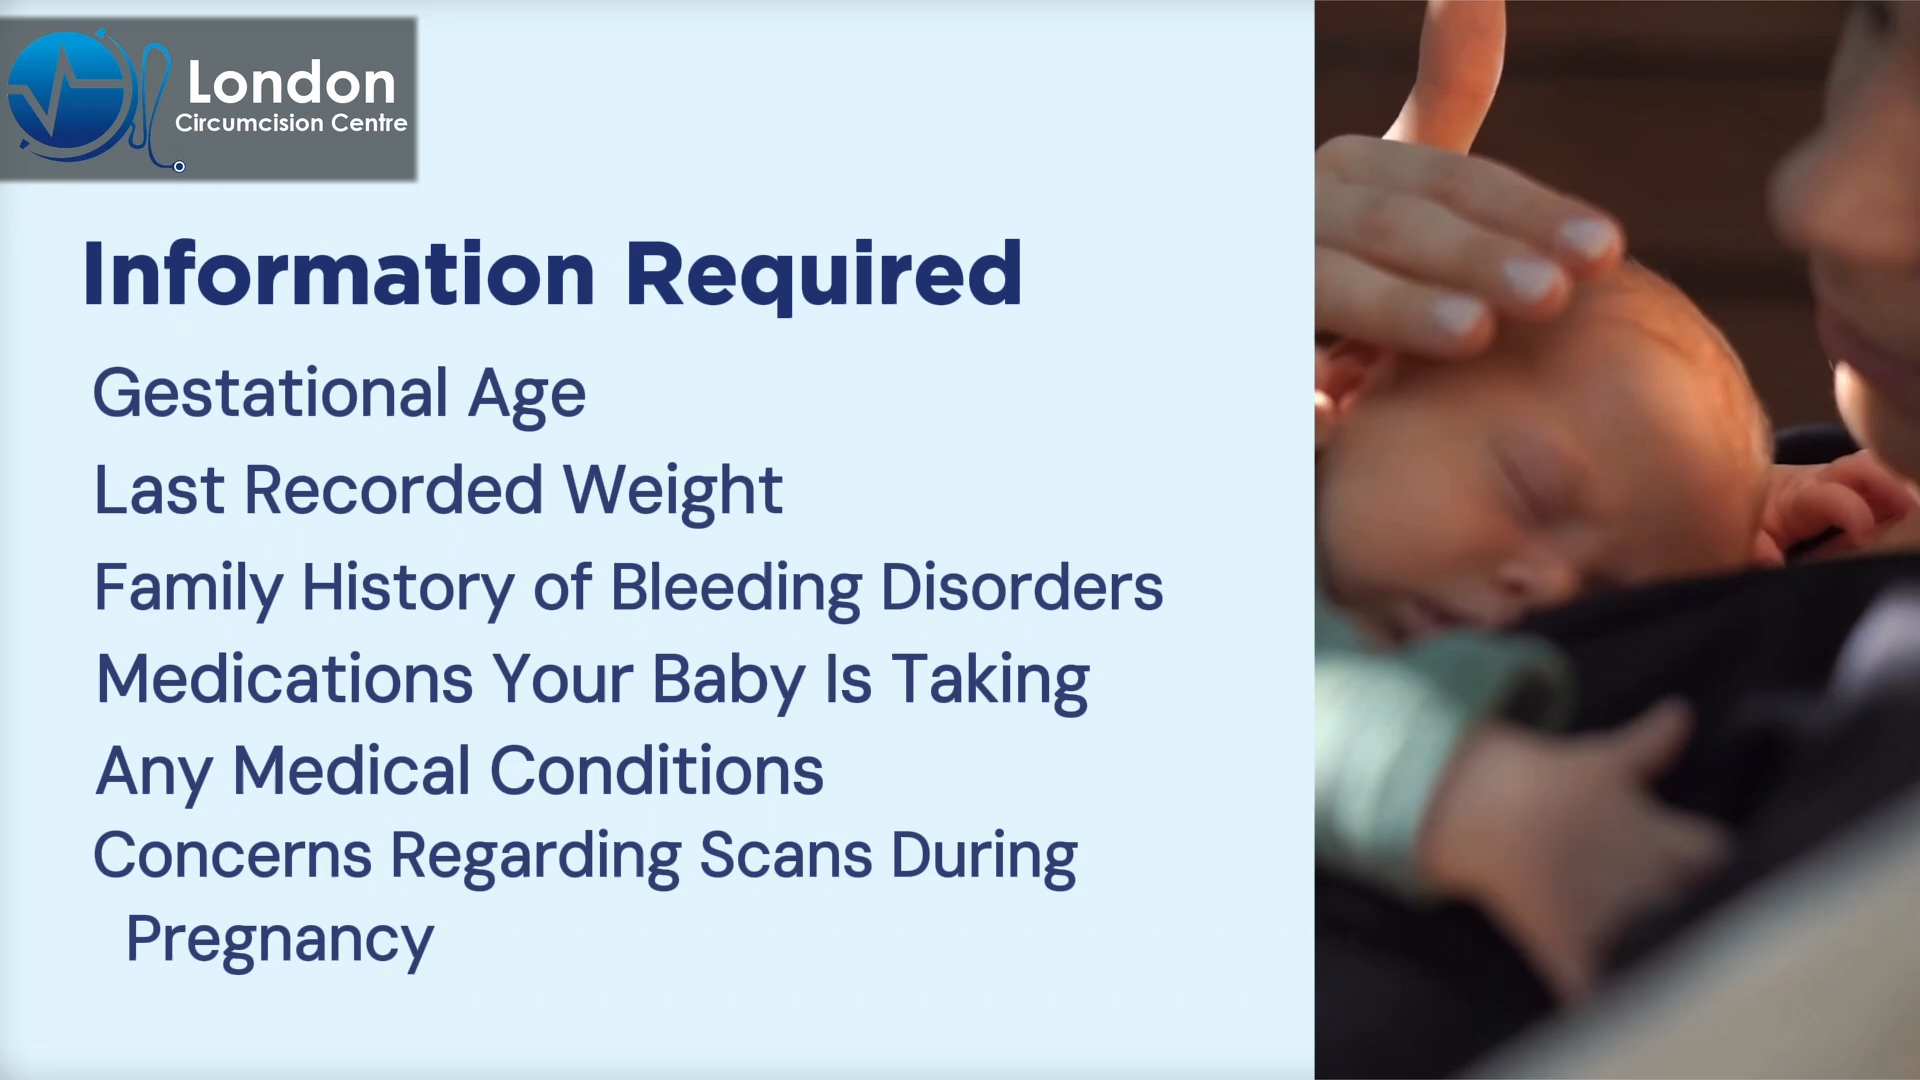 London
Circumcision Centre
Information Required
Gestational Age
Last Recorded Weight
Family History of Bleeding Disorders
Medications Your Baby Is Taking
Any Medical Conditions
Concerns Regarding Scans During
Pregnancy